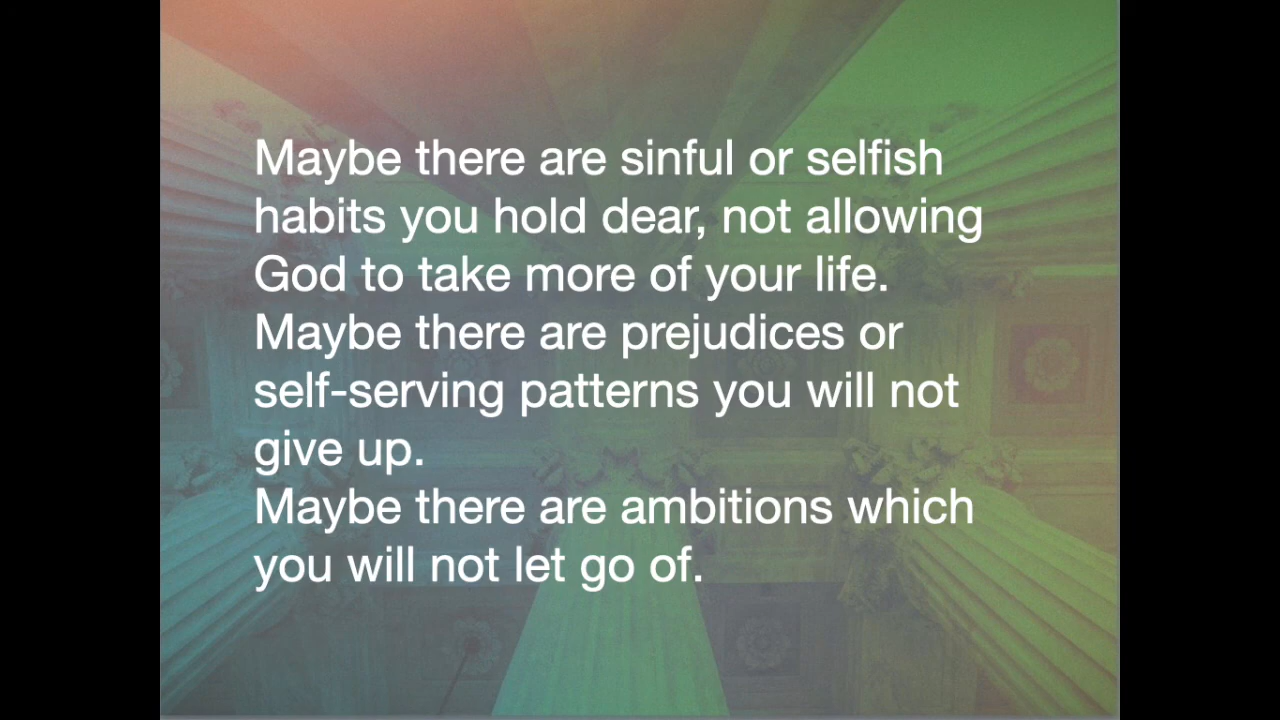 Maybe there are sinful or selfish
habits you hold dear, not allowing
God to take more of your life.
Maybe there are prejudices or
self-serving patterns you will not
give up.
Maybe there are ambitions which
you will not let go of.